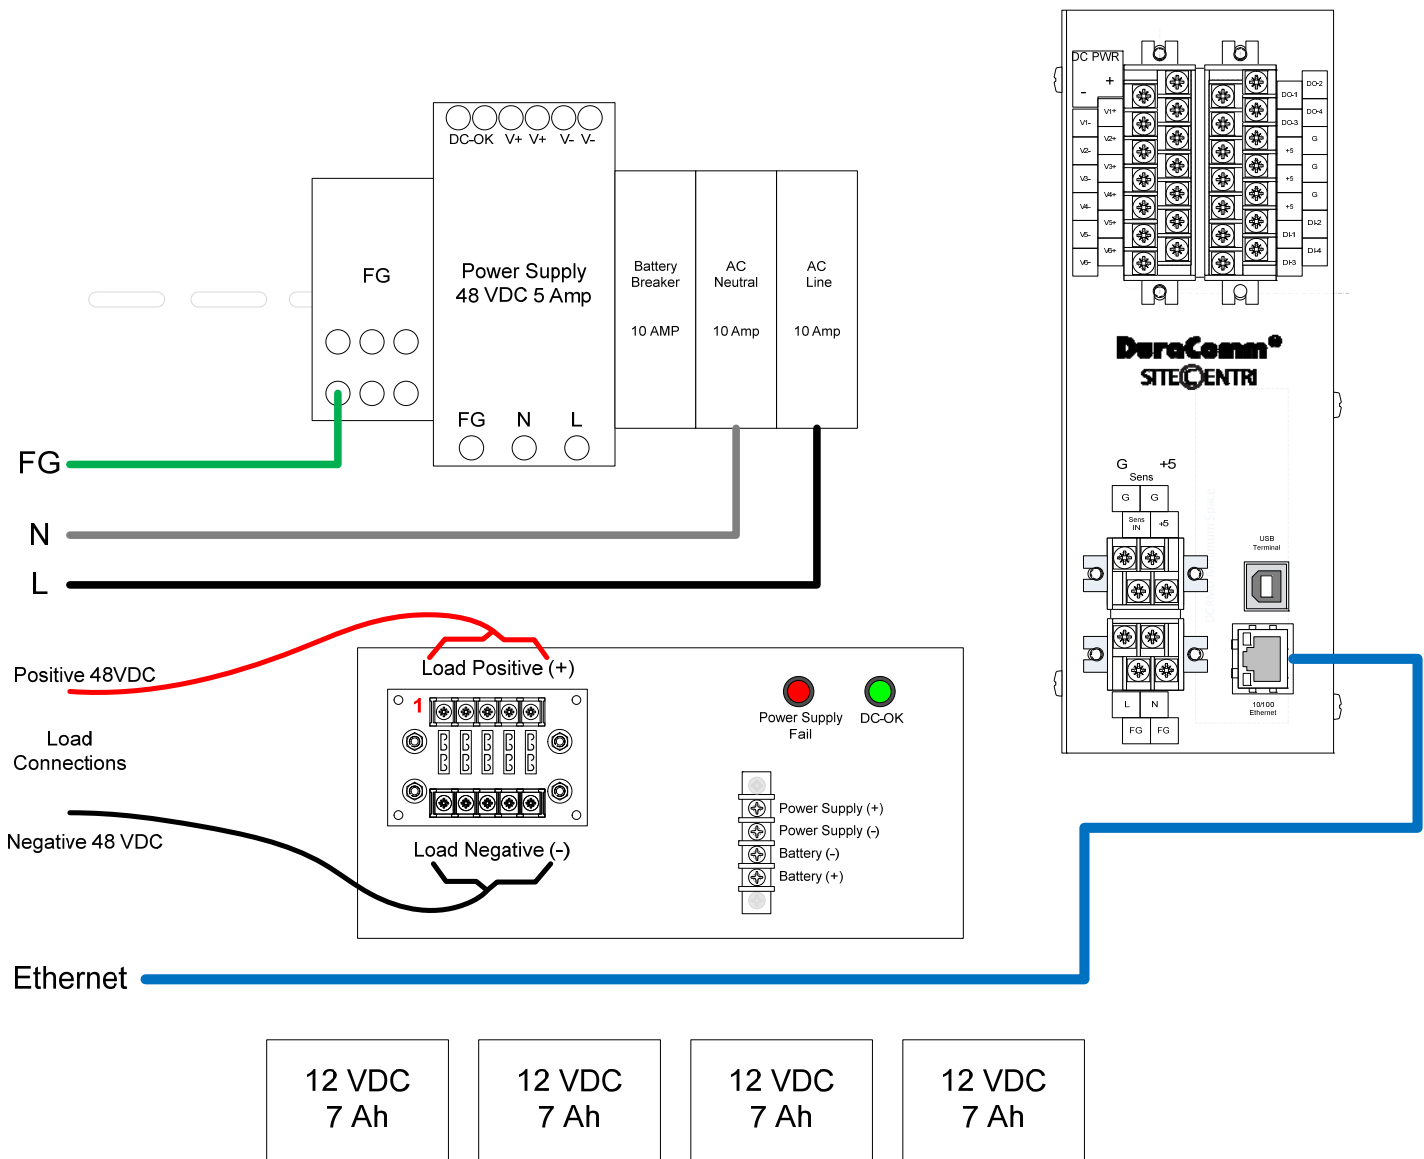 DC-OK V+ V+ V- V-
FG
Power Supply
48 VDC 5 Amp
Battery
Breaker
10 AMP
AC
Neutral
10 Amp
AC
Line
10 Amp
FG N L
FG
N
L
Positive 48VDC
Load
Connections
Negative 48 VDC
Load Positive (+)
1
Load Negative (-)
Power Supply
Fail
DC-OK
Power Supply (+)
Power Supply (-)
Battery (-)
Battery (+)
Ethernet
12 VDC
7 Ah
12 VDC
7 Ah
12 VDC
7 Ah
12 VDC
7 Ah
DC PWR
+
-
V1+
V1-
V2+
V2-
V3+
V3-
V4+
V4-
V5+
V5-
V6+
V6-
DO-2
DO-1
DO-4
DO-3
G
+5
G
+5
G
+5
DI-2
DI-1
DI-4
DI-3
DuraComm®
SITECENTRI
G +5
Sens
G G
Sens
IN
+5
USB
Terminal
10/100
Ethernet
L N
FG FG